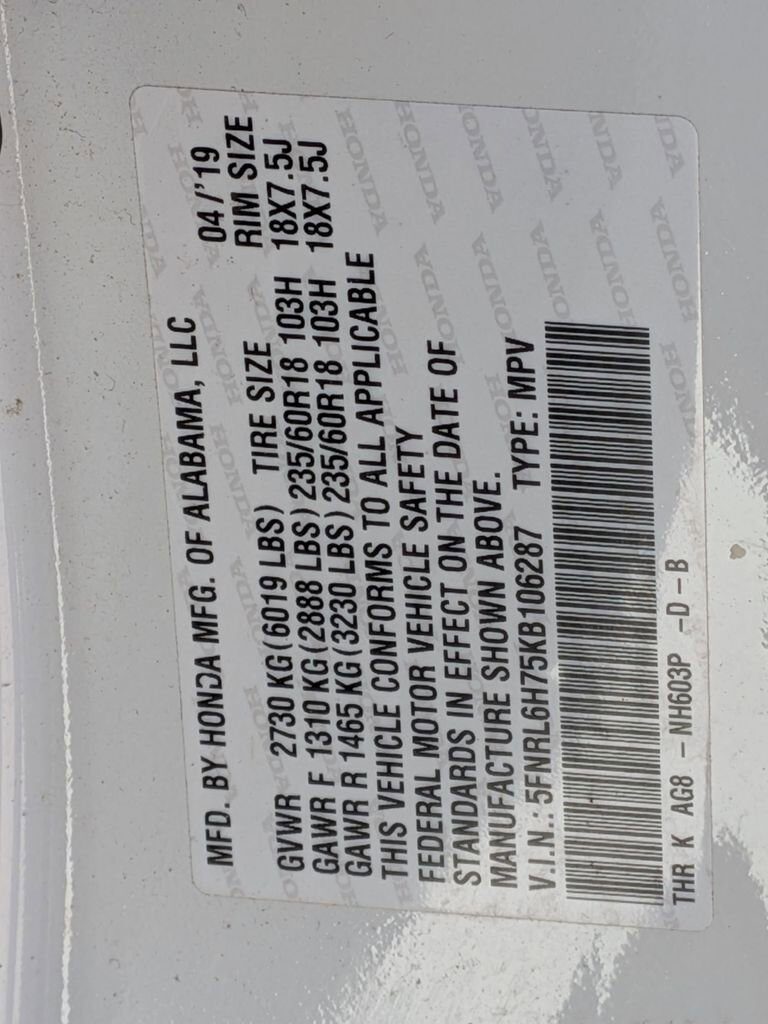 MFD. BY HONDA MFG. OF ALABAMA, LLC 04/'19
GVWR 2730 KG(6019 LBS) TIRE SIZE RIM SIZE
GAWR F 1310 KG(2888 LBS) 235/60R18 103H 18X7.5J
GAWR R 1465 KG(3230 LBS) 235/60R18 103H 18X7.5J
THIS VEHICLE CONFORMS TO ALL APPLICABLE
FEDERAL MOTOR VEHICLE SAFETY
STANDARDS IN EFFECT ON THE DATE OF
MANUFACTURE SHOWN ABOVE.
V.I.N.: 5FNRL6H75KB106287 TYPE: MPV
THR K AG8 - NH603P -D-B